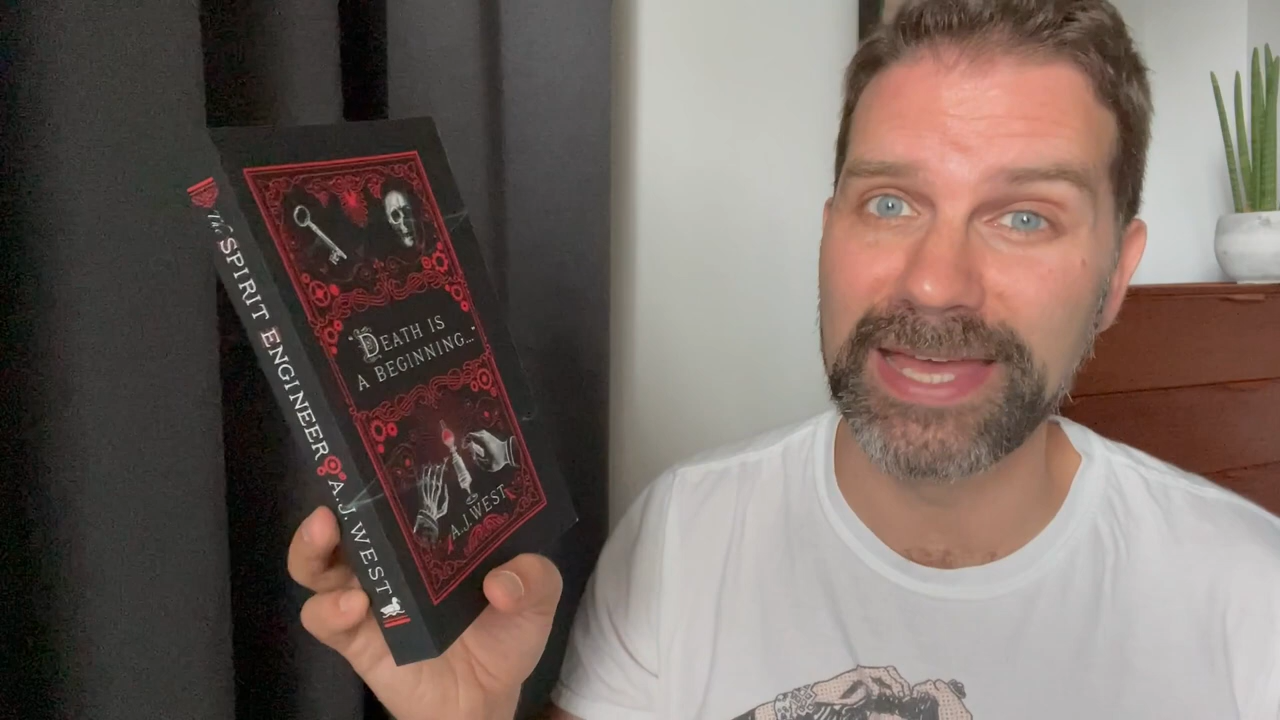 The SPIRIT ENGINEER A.J. WEST
"DEATH IS
A BEGINNING..."
A.J. WEST